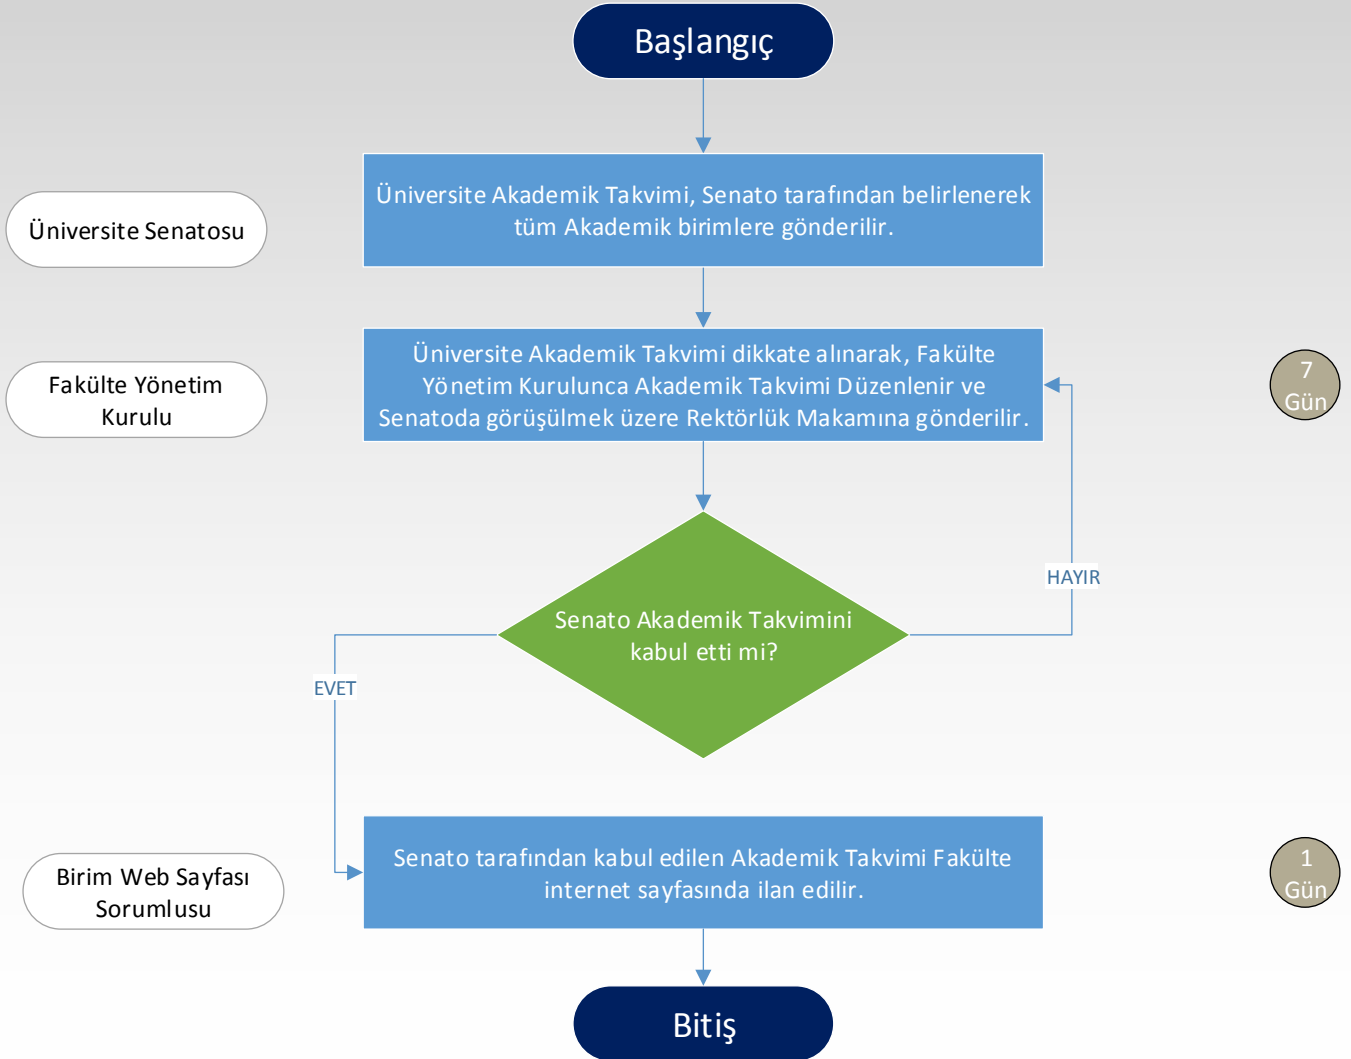 Başlangıç
Üniversite Senatosu
Üniversite Akademik Takvimi, Senato tarafından belirlenerek
tüm Akademik birimlere gönderilir.
Fakülte Yönetim
Kurulu
Üniversite Akademik Takvimi dikkate alınarak, Fakülte
Yönetim Kurulunca Akademik Takvimi Düzenlenir ve
Senatoda görüşülmek üzere Rektörlük Makamına gönderilir.
7
Gün
HAYIR
Senato Akademik Takvimini
kabul etti mi?
EVET
Birim Web Sayfası
Sorumlusu
Senato tarafından kabul edilen Akademik Takvimi Fakülte
internet sayfasında ilan edilir.
1
Gün
Bitiş